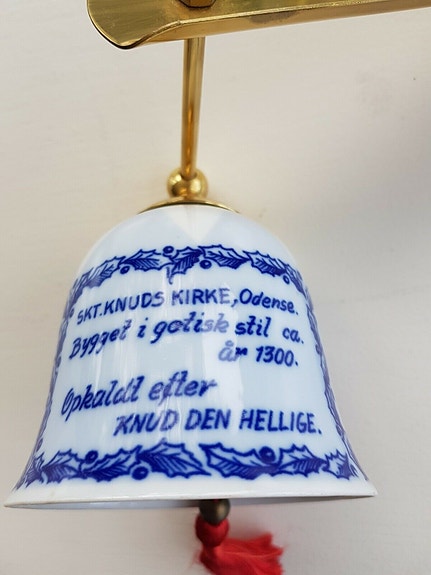 SKT.KNUDS KIRKE, Odense.
Bygget i gotisk stil ca.
år 1300.
Opkaldt efter
KNUD DEN HELLIGE.